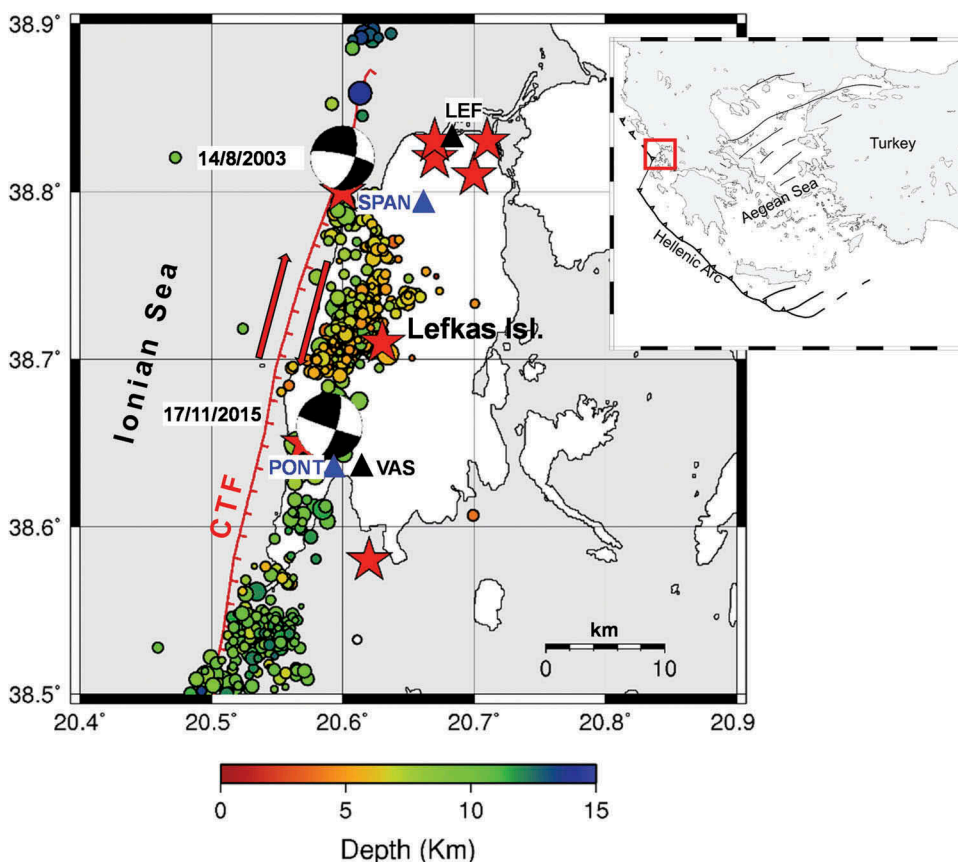 38.9°
38.8°
38.7°
38.6°
38.5°
20.4°
20.5°
20.6°
20.7°
20.8°
20.9°
LEF
14/8/2003
SPAN
Lefkas Isl.
Ionian Sea
17/11/2015
PONT
VAS
CTF
km
0
10
Turkey
Aegean Sea
Hellenic Arc
0
5
10
15
Depth (Km)